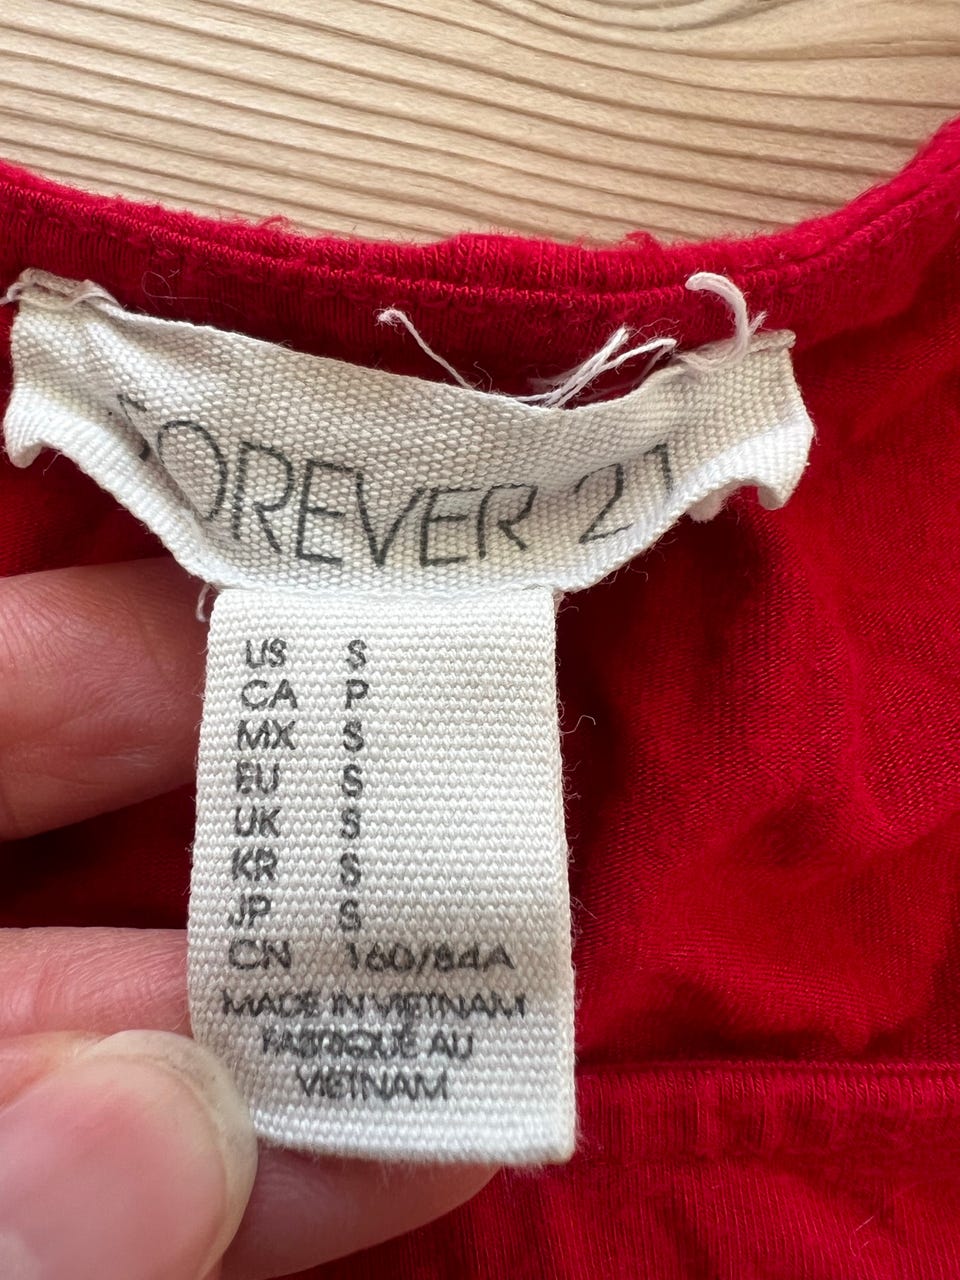 FOREVER 21
US S
CA P
MX S
EU S
UK S
KR S
JP S
CN 160/84A
MADE IN VIETNAM
FABRIQUÉ AU
VIETNAM